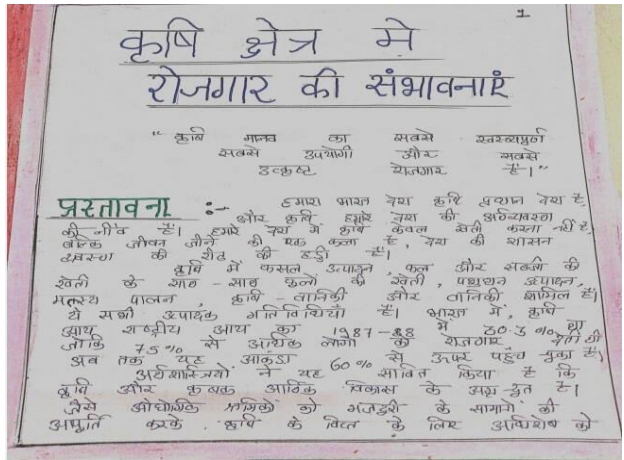 1
कृषि क्षेत्र मे
रोजगार की संभावनाएं
" कृषि मानव का सबसे स्वस्थ्यपूर्ण
सबसे उपयोगी और सबसे
उत्कृष्ट रोजगार है।"
प्रस्तावना :- हमारा भारत देश कृषि प्रधान देश है,
और कृषि हमारे देश की अर्थव्यवस्था
की नींव है। हमारे देश में कृषि केवल खेती करना नहीं है,
बल्कि जीवन जीने की एक कला है, देश की शासन
व्यवस्था की रीढ़ की हड्डी है।
कृषि में फसल उत्पादन, फल और सब्जी की
खेती के साथ-साथ फूलों की खेती, पशुधन उत्पादन,
मत्स्य पालन, कृषि-वानिकी और वानिकी शामिल हैं।
ये सभी उत्पादक गतिविधियाँ हैं। भारत में, कृषि
आय राष्ट्रीय आय का 1987-88 में 30.3% था
जोकि 75% से अधिक लोगों को रोजगार देती थी
अब तक यह आकंडा 60% से ऊपर पहुंच चुका है।
अर्थशास्त्रियों ने यह साबित किया है कि
कृषि और कृषक आर्थिक विकास के अग्रदूत हैं।
जैसे औद्योगिक श्रमिकों को मजदूरी के सामानों की
आपूर्ति करके, कृषि के वित्त के लिए अधिशेष को